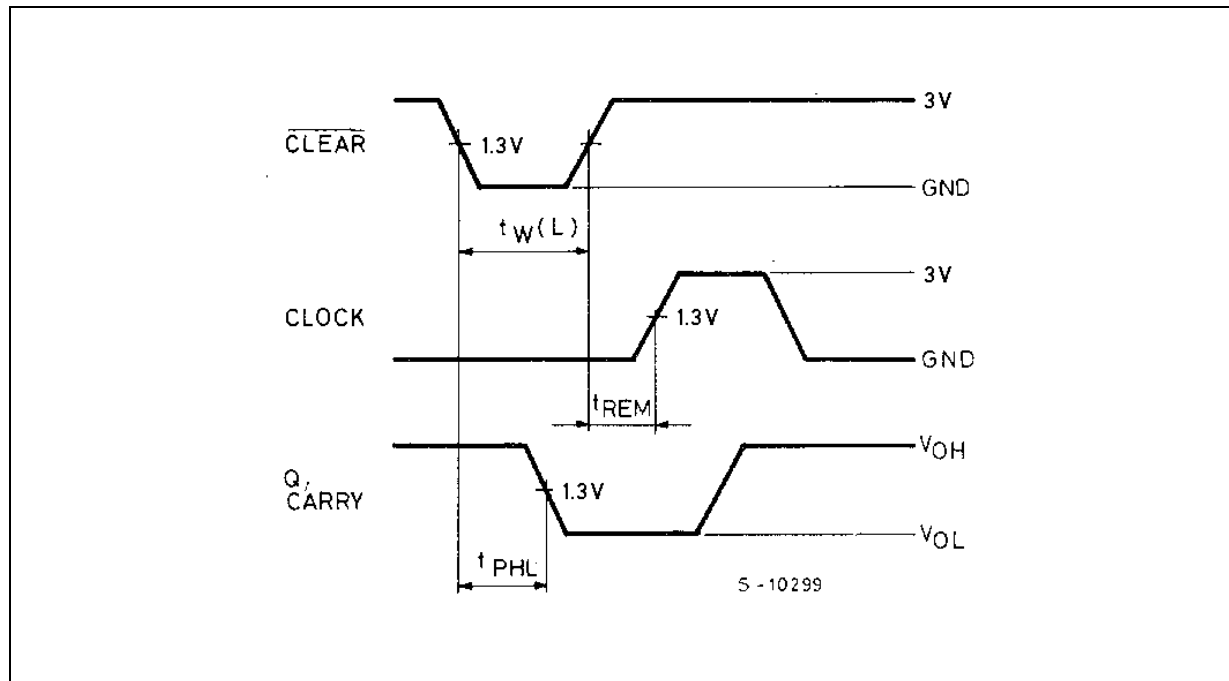 3V
CLEAR
1.3V
GND
tW(L)
3V
CLOCK
1.3V
GND
tREM
VOH
Q,
CARRY
1.3V
VOL
tPHL
S-10299